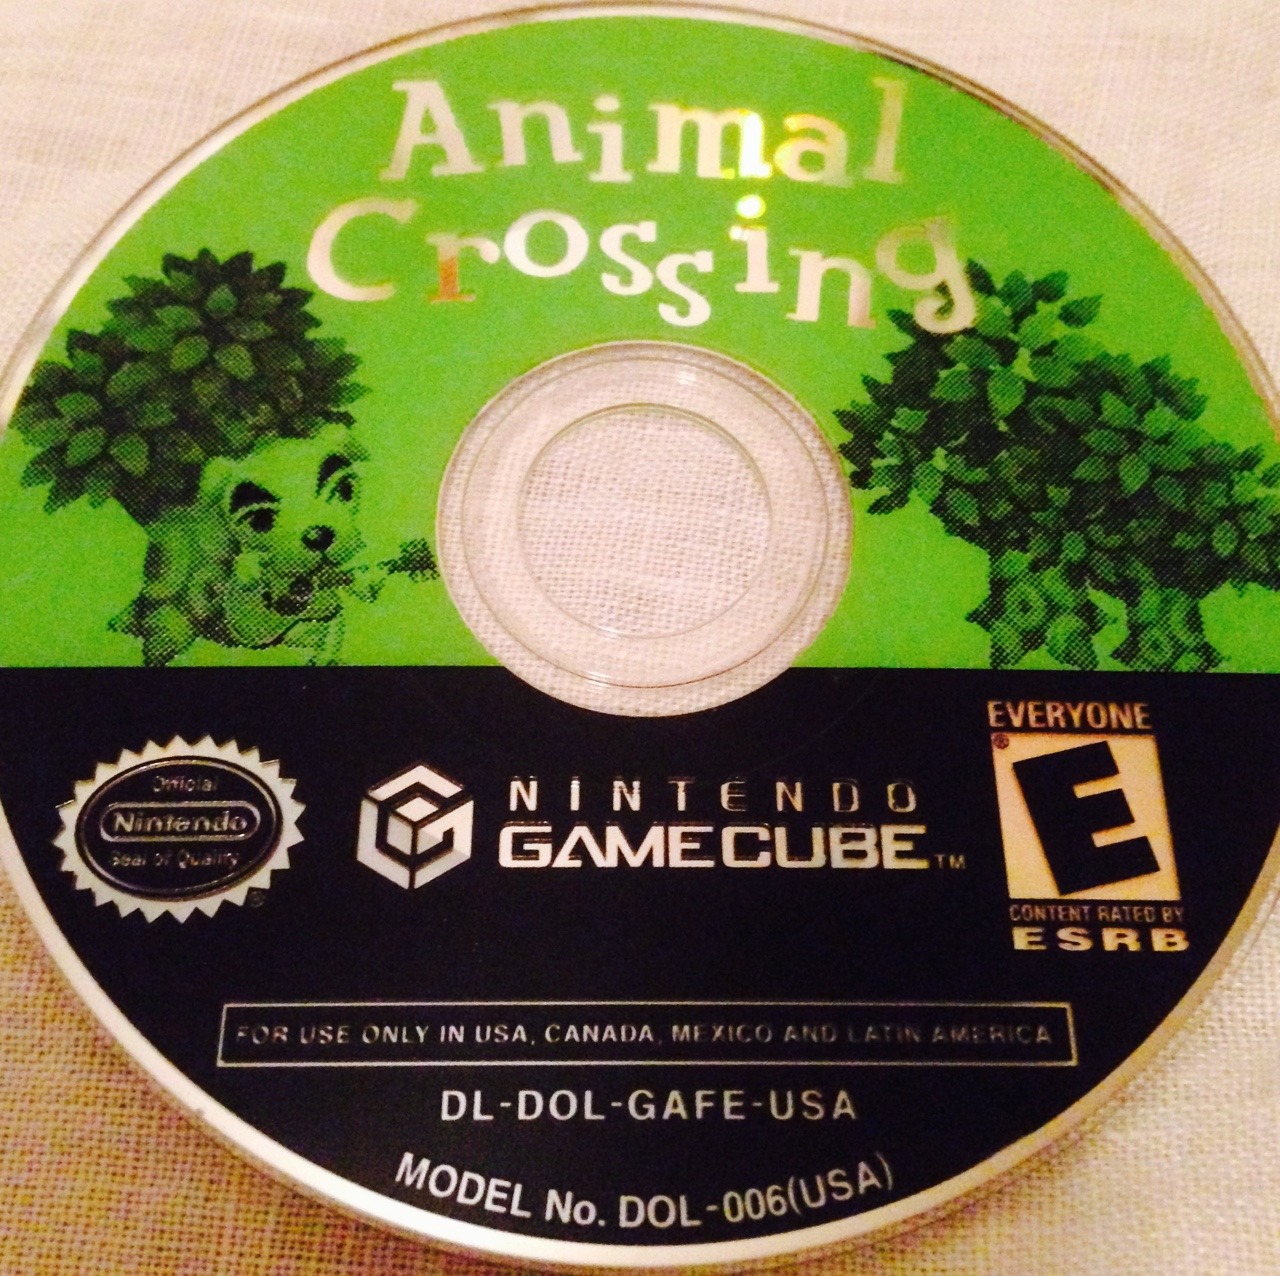 Animal
Crossing
EVERYONE
®
E
CONTENT RATED BY
ESRB
Official
Nintendo
Seal of Quality
®
NINTENDO
GAMECUBE™
FOR USE ONLY IN USA, CANADA, MEXICO AND LATIN AMERICA
DL-DOL-GAFE-USA
MODEL No. DOL-006(USA)